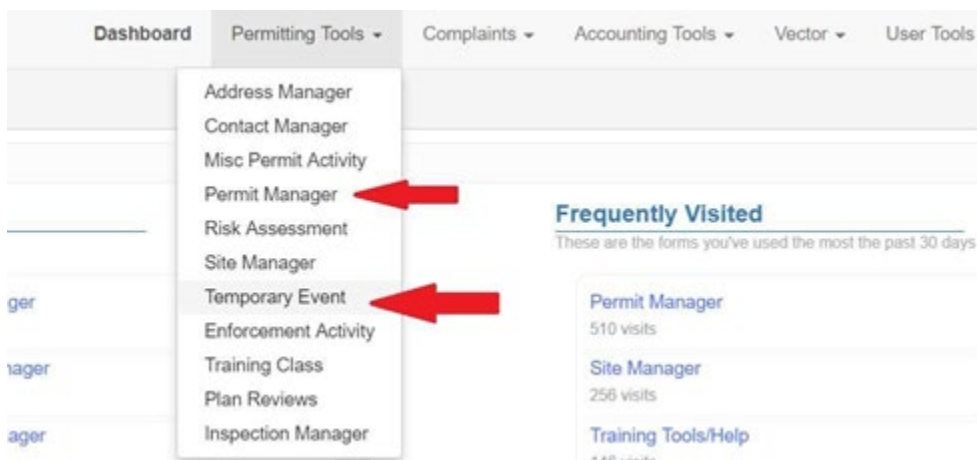 Dashboard Permitting Tools Complaints Accounting Tools Vector User Tools
Address Manager
Contact Manager
Misc Permit Activity
Permit Manager
Risk Assessment
Site Manager
Temporary Event
Enforcement Activity
Training Class
Plan Reviews
Inspection Manager
ger
nager
ager
Frequently Visited
These are the forms you've used the most the past 30 days
Permit Manager
510 visits
Site Manager
256 visits
Training Tools/Help
146 visits